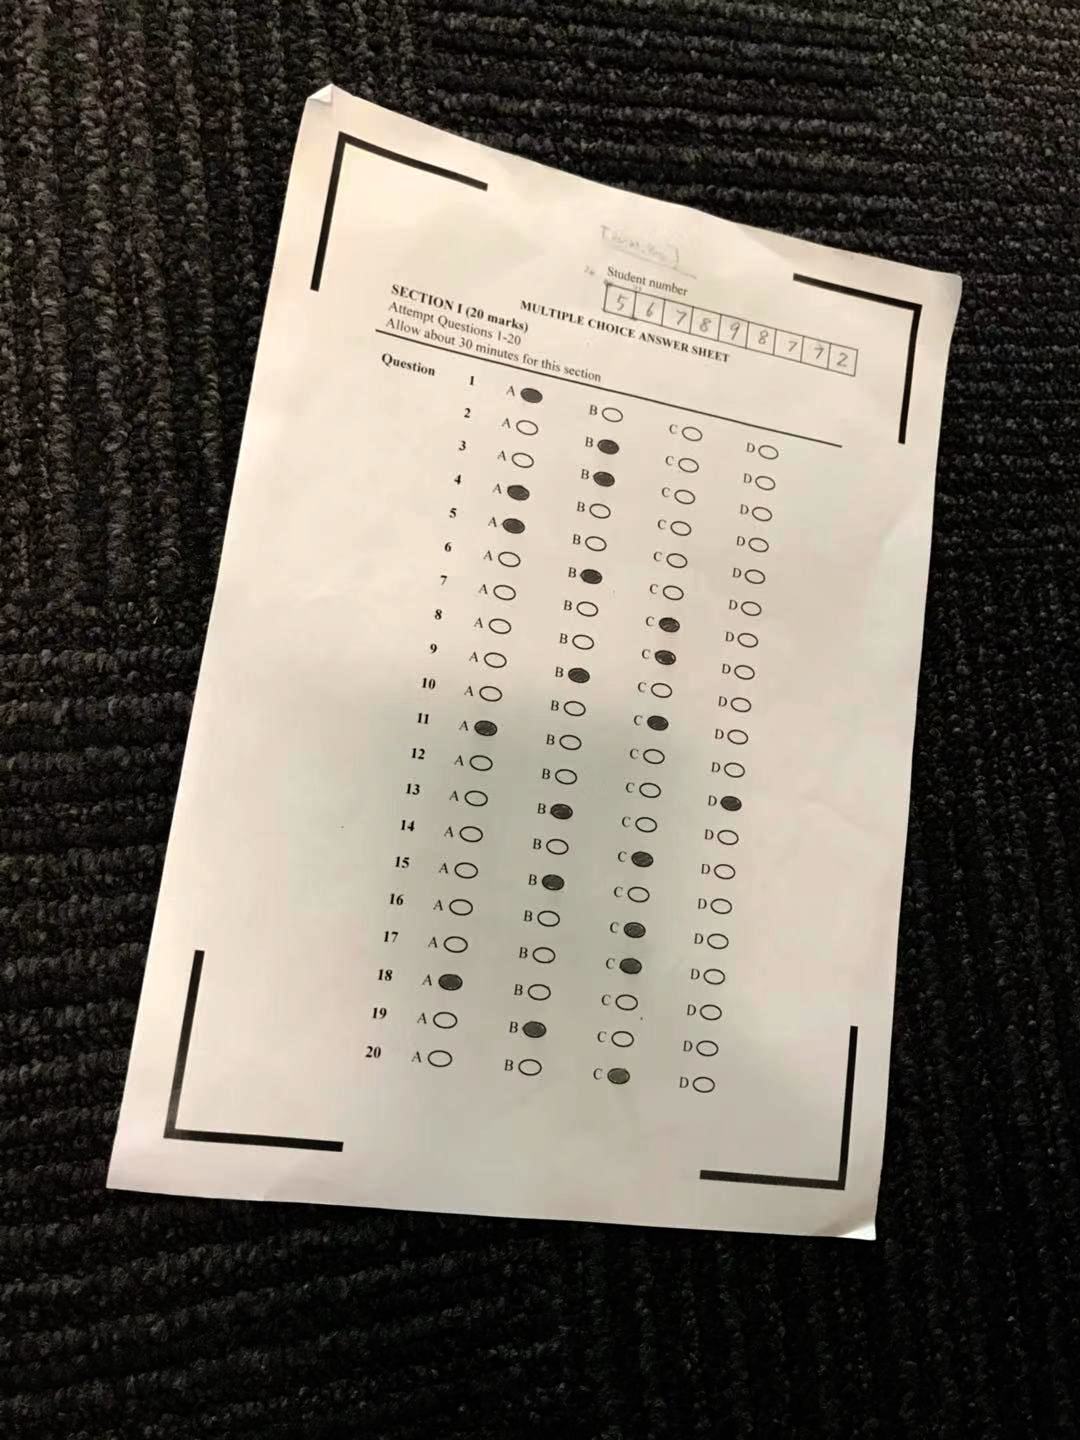 Student number
5 6 7 8 9 8 7 7 2
MULTIPLE CHOICE ANSWER SHEET
SECTION I (20 marks)
Attempt Questions 1-20
Allow about 30 minutes for this section
Question 1 A B C D
2 A B C D
3 A B C D
4 A B C D
5 A B C D
6 A B C D
7 A B C D
8 A B C D
9 A B C D
10 A B C D
11 A B C D
12 A B C D
13 A B C D
14 A B C D
15 A B C D
16 A B C D
17 A B C D
18 A B C D
19 A B C D
20 A B C D